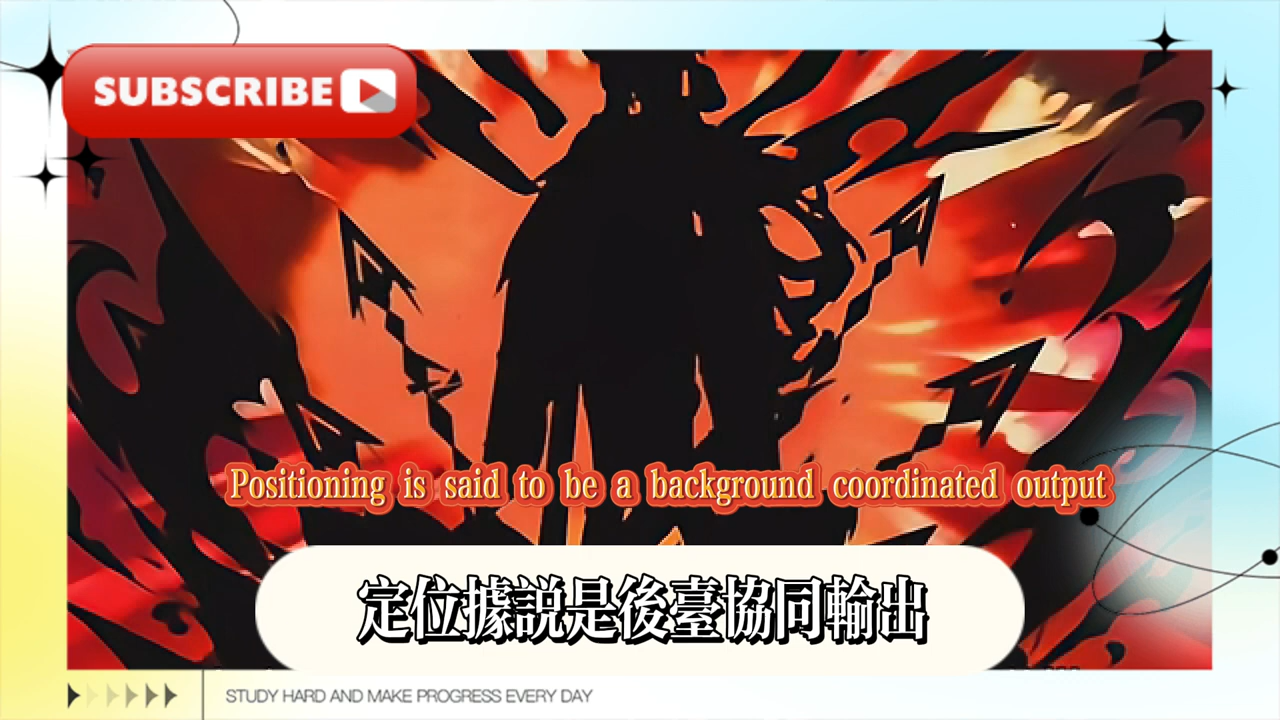 SUBSCRIBE
Positioning is said to be a background coordinated output
定位據説是後臺協同輸出
STUDY HARD AND MAKE PROGRESS EVERY DAY